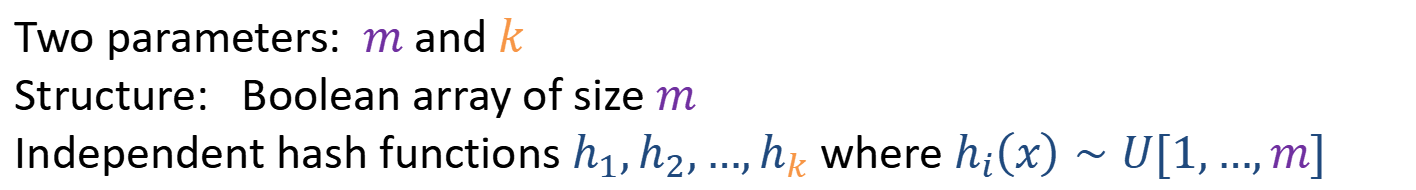 Two parameters: m and k
Structure: Boolean array of size m
Independent hash functions h₁, h₂, …, hₖ where hᵢ(x) ~ U[1, …, m]